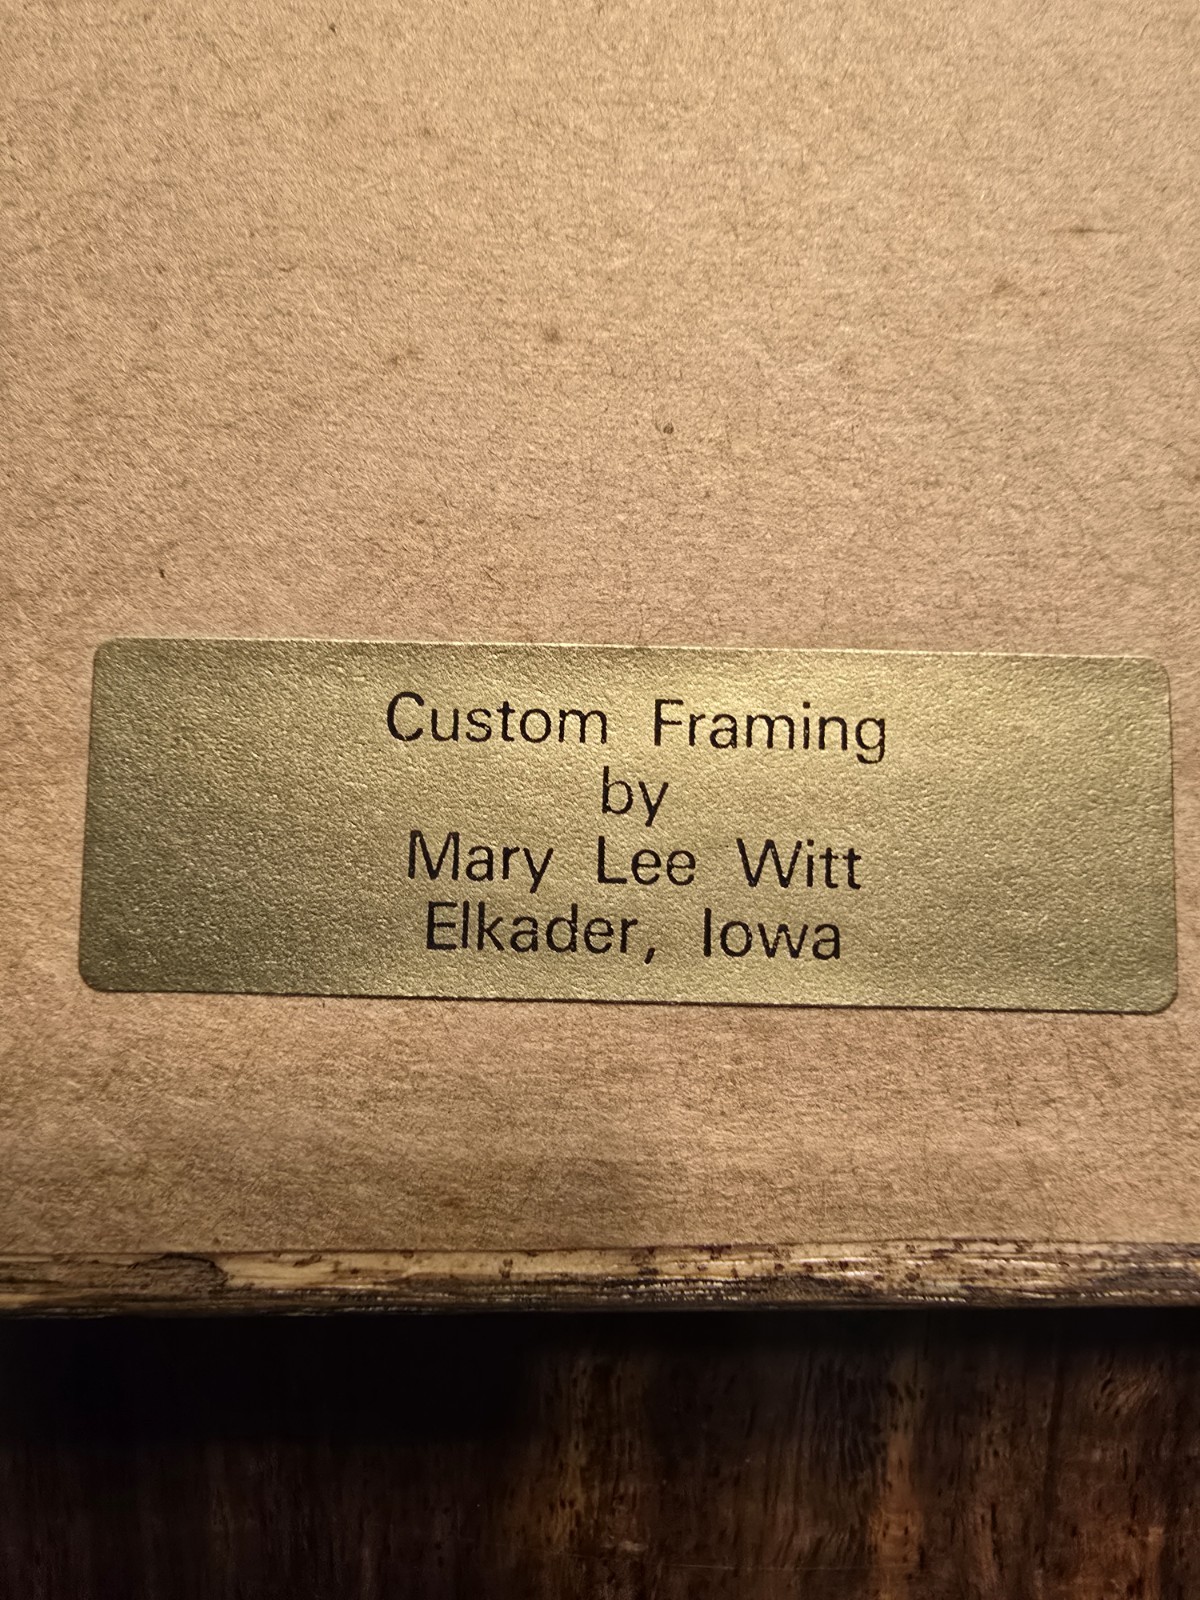 Custom Framing
by
Mary Lee Witt
Elkader, Iowa